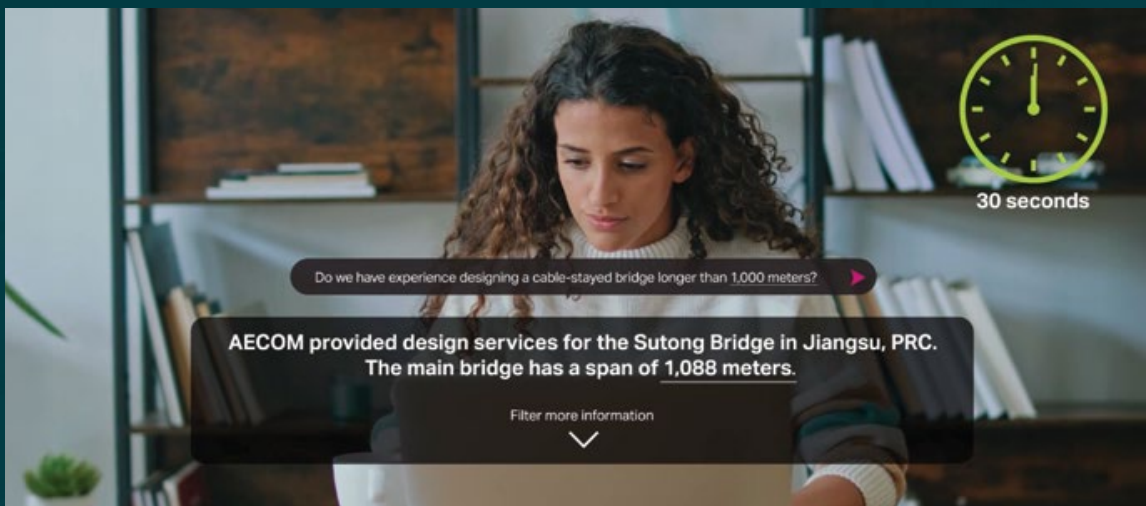 30 seconds
Do we have experience designing a cable-stayed bridge longer than 1,000 meters?
AECOM provided design services for the Sutong Bridge in Jiangsu, PRC.
The main bridge has a span of 1,088 meters.
Filter more information